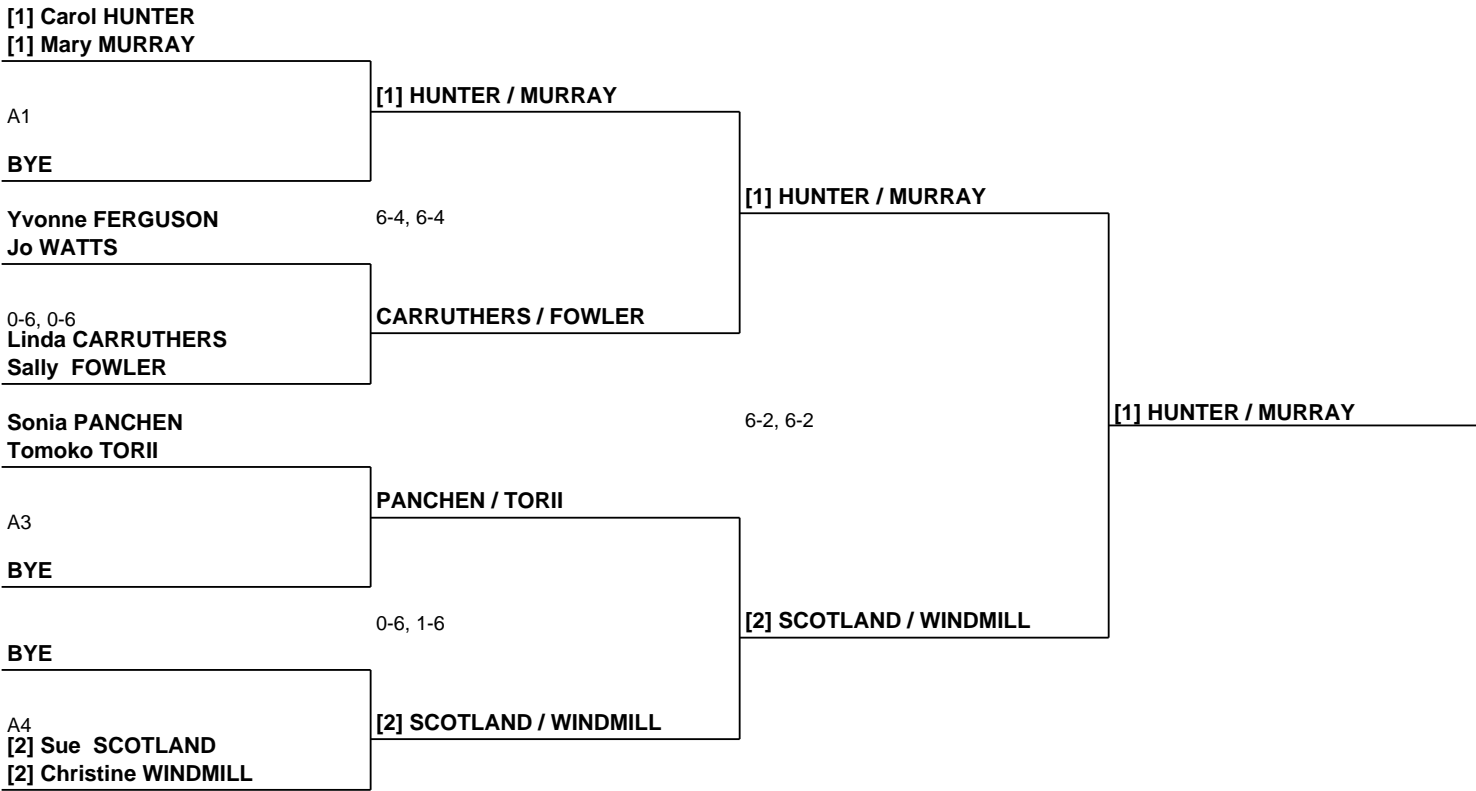 [1] Carol HUNTER
[1] Mary MURRAY
[1] HUNTER / MURRAY
A1
BYE
[1] HUNTER / MURRAY
Yvonne FERGUSON
Jo WATTS
6-4, 6-4
0-6, 0-6
Linda CARRUTHERS
Sally FOWLER
CARRUTHERS / FOWLER
Sonia PANCHEN
Tomoko TORII
6-2, 6-2
[1] HUNTER / MURRAY
PANCHEN / TORII
A3
BYE
0-6, 1-6
[2] SCOTLAND / WINDMILL
BYE
A4
[2] Sue SCOTLAND
[2] Christine WINDMILL
[2] SCOTLAND / WINDMILL